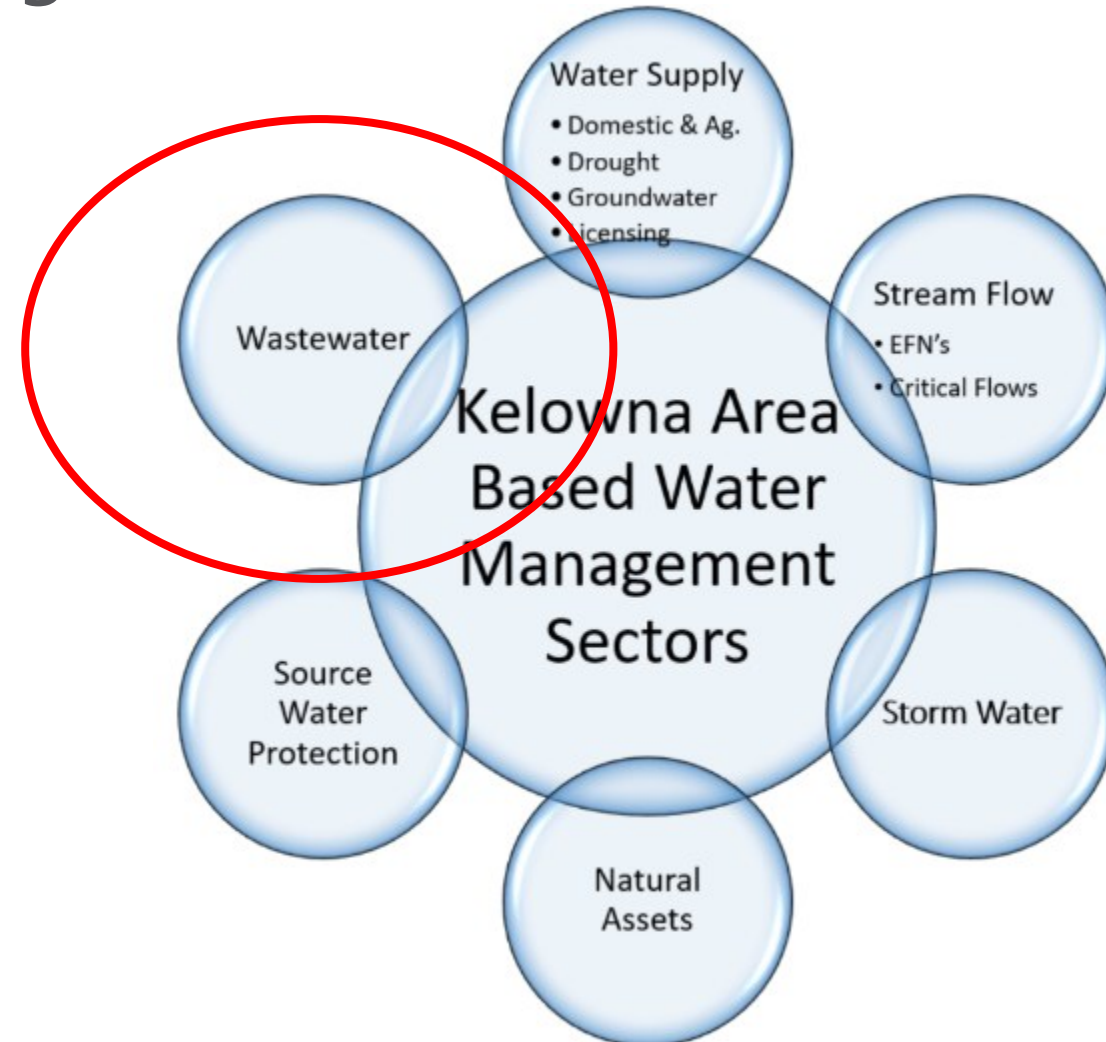 Water Supply
• Domestic & Ag.
• Drought
• Groundwater
• Licensing
Stream Flow
• EFN's
• Critical Flows
Storm Water
Natural
Assets
Source
Water
Protection
Wastewater
Kelowna Area
Based Water
Management
Sectors